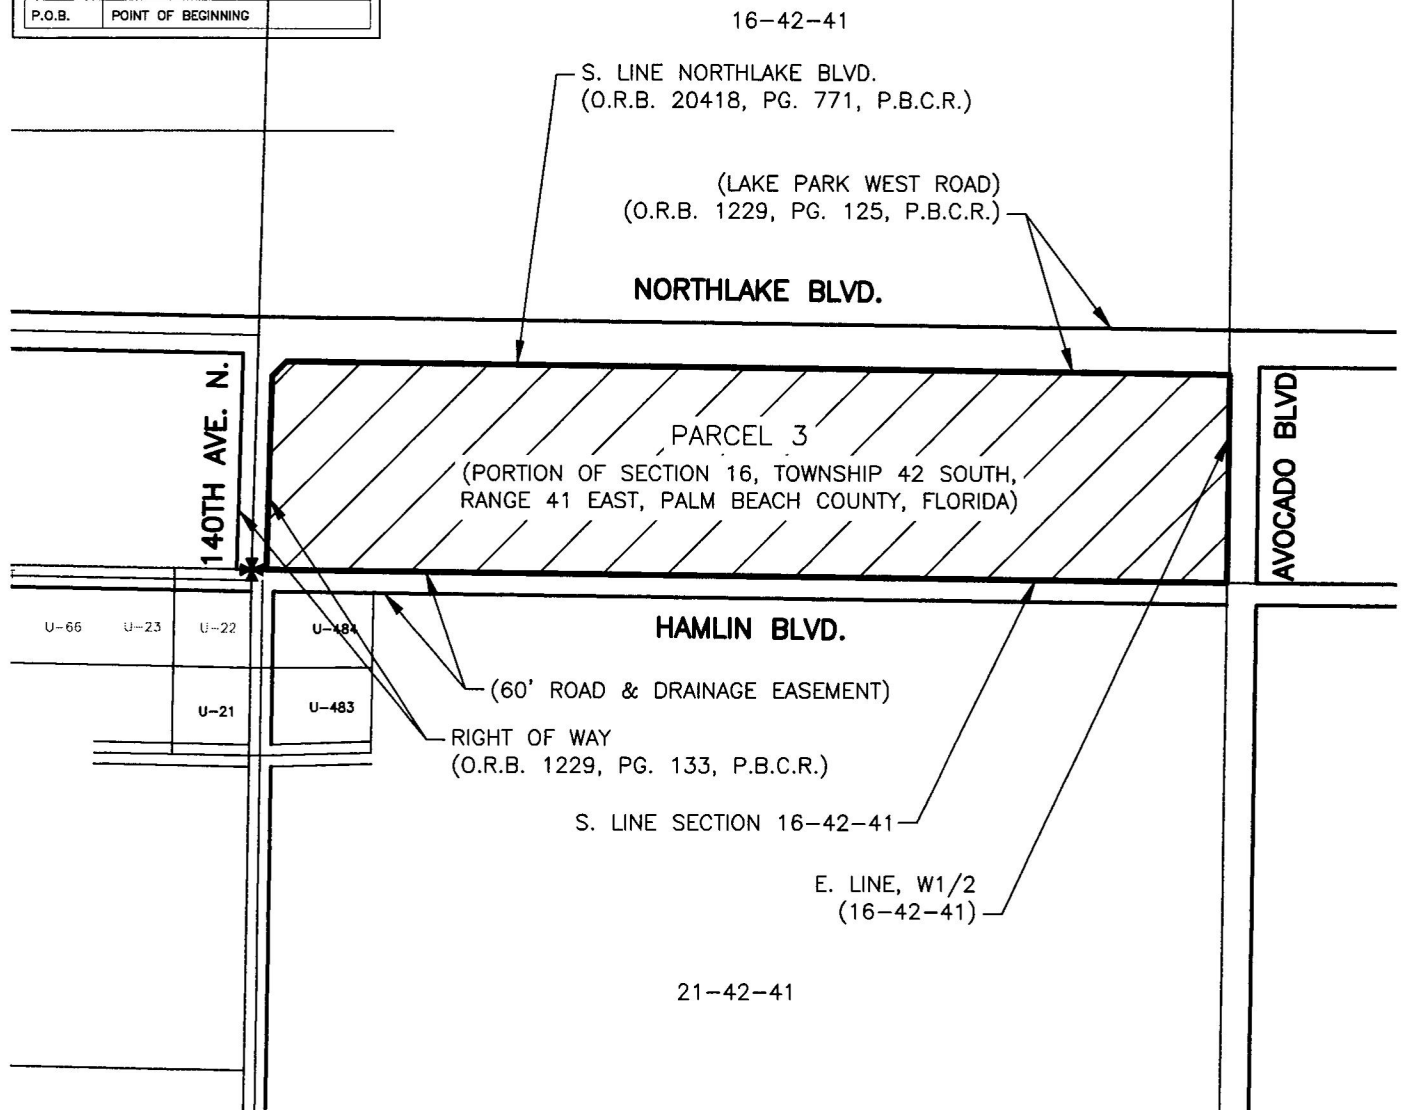 P.O.B. POINT OF BEGINNING
16-42-41
S. LINE NORTHLAKE BLVD.
(O.R.B. 20418, PG. 771, P.B.C.R.)
(LAKE PARK WEST ROAD)
(O.R.B. 1229, PG. 125, P.B.C.R.)
NORTHLAKE BLVD.
140TH AVE. N.
PARCEL 3
(PORTION OF SECTION 16, TOWNSHIP 42 SOUTH,
RANGE 41 EAST, PALM BEACH COUNTY, FLORIDA)
AVOCADO BLVD.
U-66 U-23 U-22 U-484
HAMLIN BLVD.
(60' ROAD & DRAINAGE EASEMENT)
U-21 U-483
RIGHT OF WAY
(O.R.B. 1229, PG. 133, P.B.C.R.)
S. LINE SECTION 16-42-41
E. LINE, W1/2
(16-42-41)
21-42-41